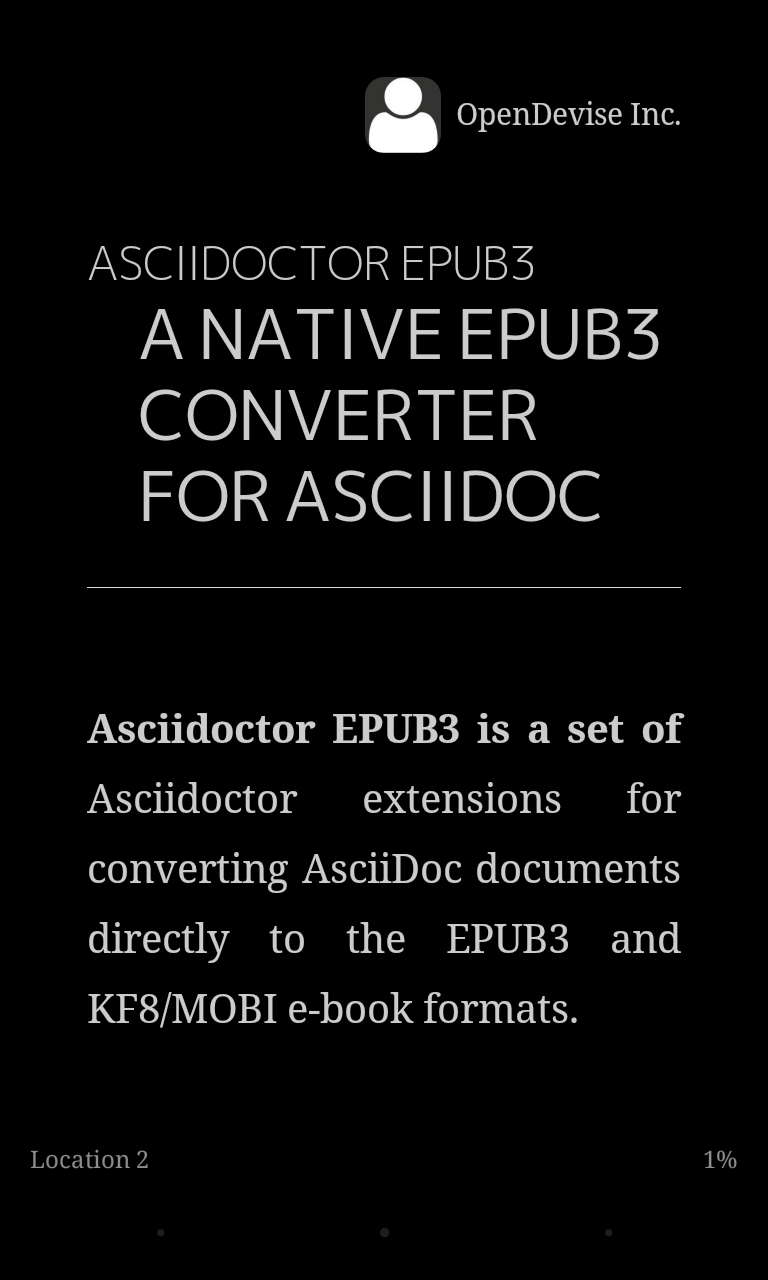 OpenDevise Inc.
ASCIIDOCTOR EPUB3
A NATIVE EPUB3
CONVERTER
FOR ASCIIDOC
Asciidoctor EPUB3 is a set of
Asciidoctor extensions for
converting AsciiDoc documents
directly to the EPUB3 and
KF8/MOBI e-book formats.
Location 2
1%